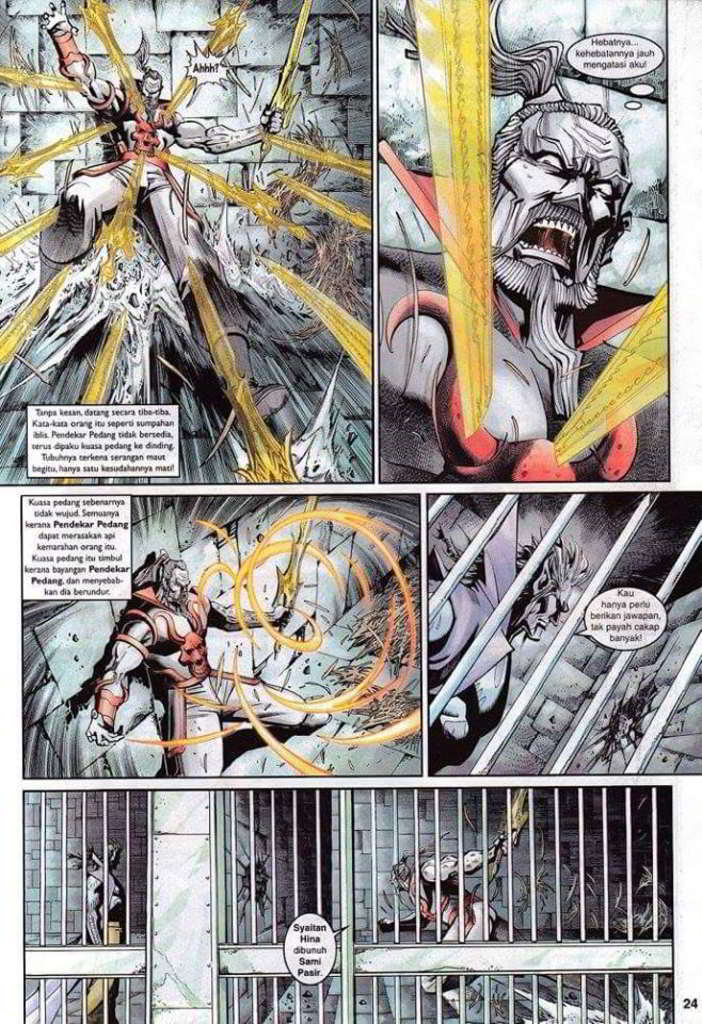 Ahhh!
Hebatnya...
kehebatannya jauh
mengatasi aku!
Tanpa kesan, datang secara tiba-tiba.
Kata-kata orang itu seperti sumpahan
iblis. Pendekar Pedang tidak bersedia,
terus dipaku kuasa pedang ke dinding.
Tubuhnya terkena serangan maut
begitu, hanya satu kesudahannya mati!
Kuasa pedang sebenarnya
tidak wujud. Semuanya
kerana Pendekar Pedang
dapat merasakan api
kemarahan orang itu.
Kuasa pedang itu timbul
kerana bayangan Pendekar
Pedang, dan menyebab-
kan dia berundur.
Kau
hanya perlu
berikan jawapan,
tak payah cakap
banyak!
Syaitan
Hina
dibunuh
Sami
Pasir.
24